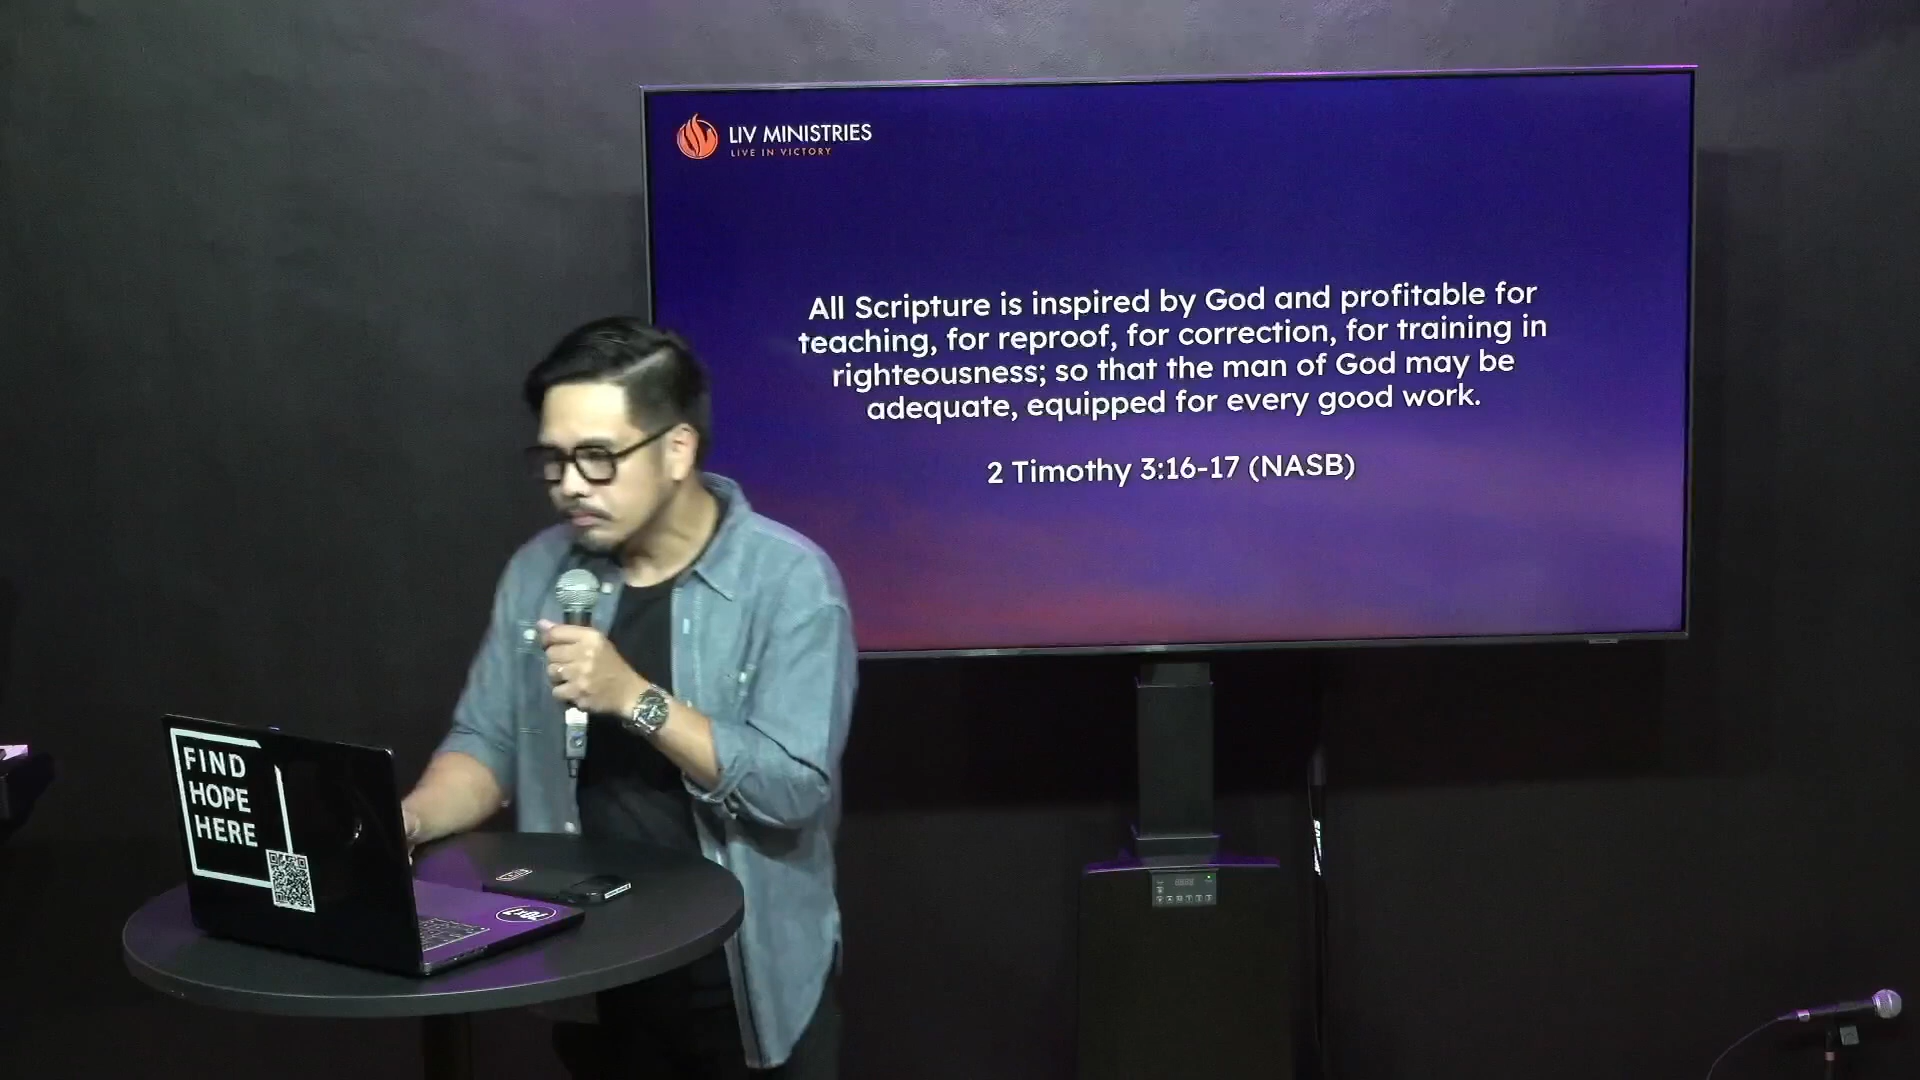 LIV MINISTRIES
LIVE IN VICTORY
All Scripture is inspired by God and profitable for
teaching, for reproof, for correction, for training in
righteousness; so that the man of God may be
adequate, equipped for every good work.
2 Timothy 3:16-17 (NASB)
FIND
HOPE
HERE